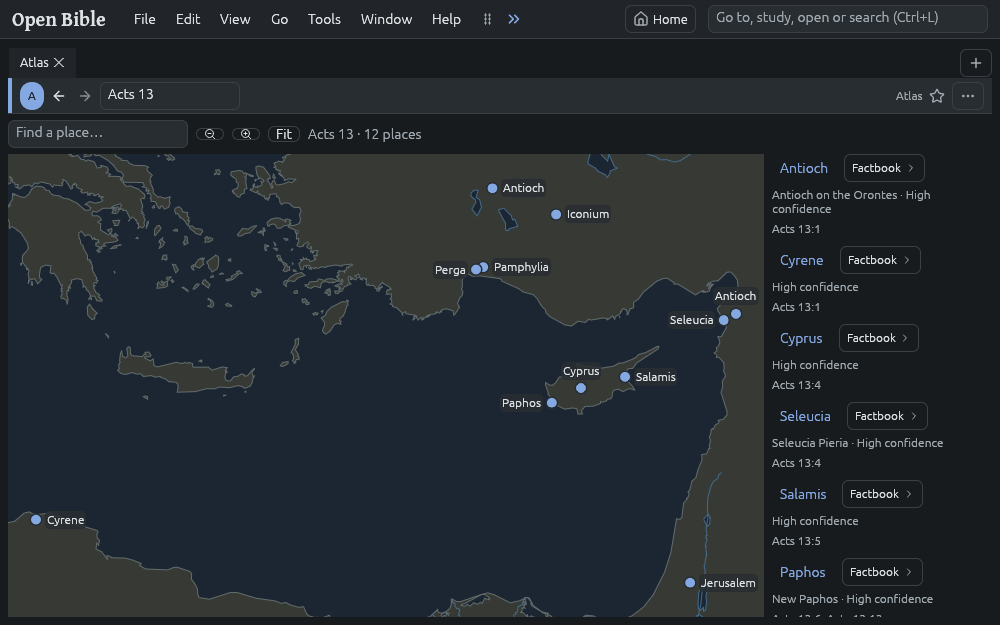 Open Bible File Edit View Go Tools Window Help Home Go to, study, open or search (Ctrl+L)
Atlas
A Acts 13 Atlas
Find a place... Fit Acts 13 · 12 places
Antioch
Iconium
Perga
Pamphylia
Antioch
Seleucia
Cyprus
Salamis
Paphos
Cyrene
Jerusalem
Antioch Factbook
Antioch on the Orontes · High
confidence
Acts 13:1
Cyrene Factbook
High confidence
Acts 13:1
Cyprus Factbook
High confidence
Acts 13:4
Seleucia Factbook
Seleucia Pieria · High confidence
Acts 13:4
Salamis Factbook
High confidence
Acts 13:5
Paphos Factbook
New Paphos · High confidence